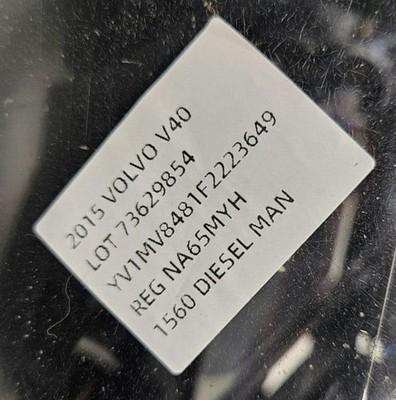 2015 VOLVO V40
LOT 73629854
YV1MV8481F2223649
REG NA65MYH
1560 DIESEL MAN